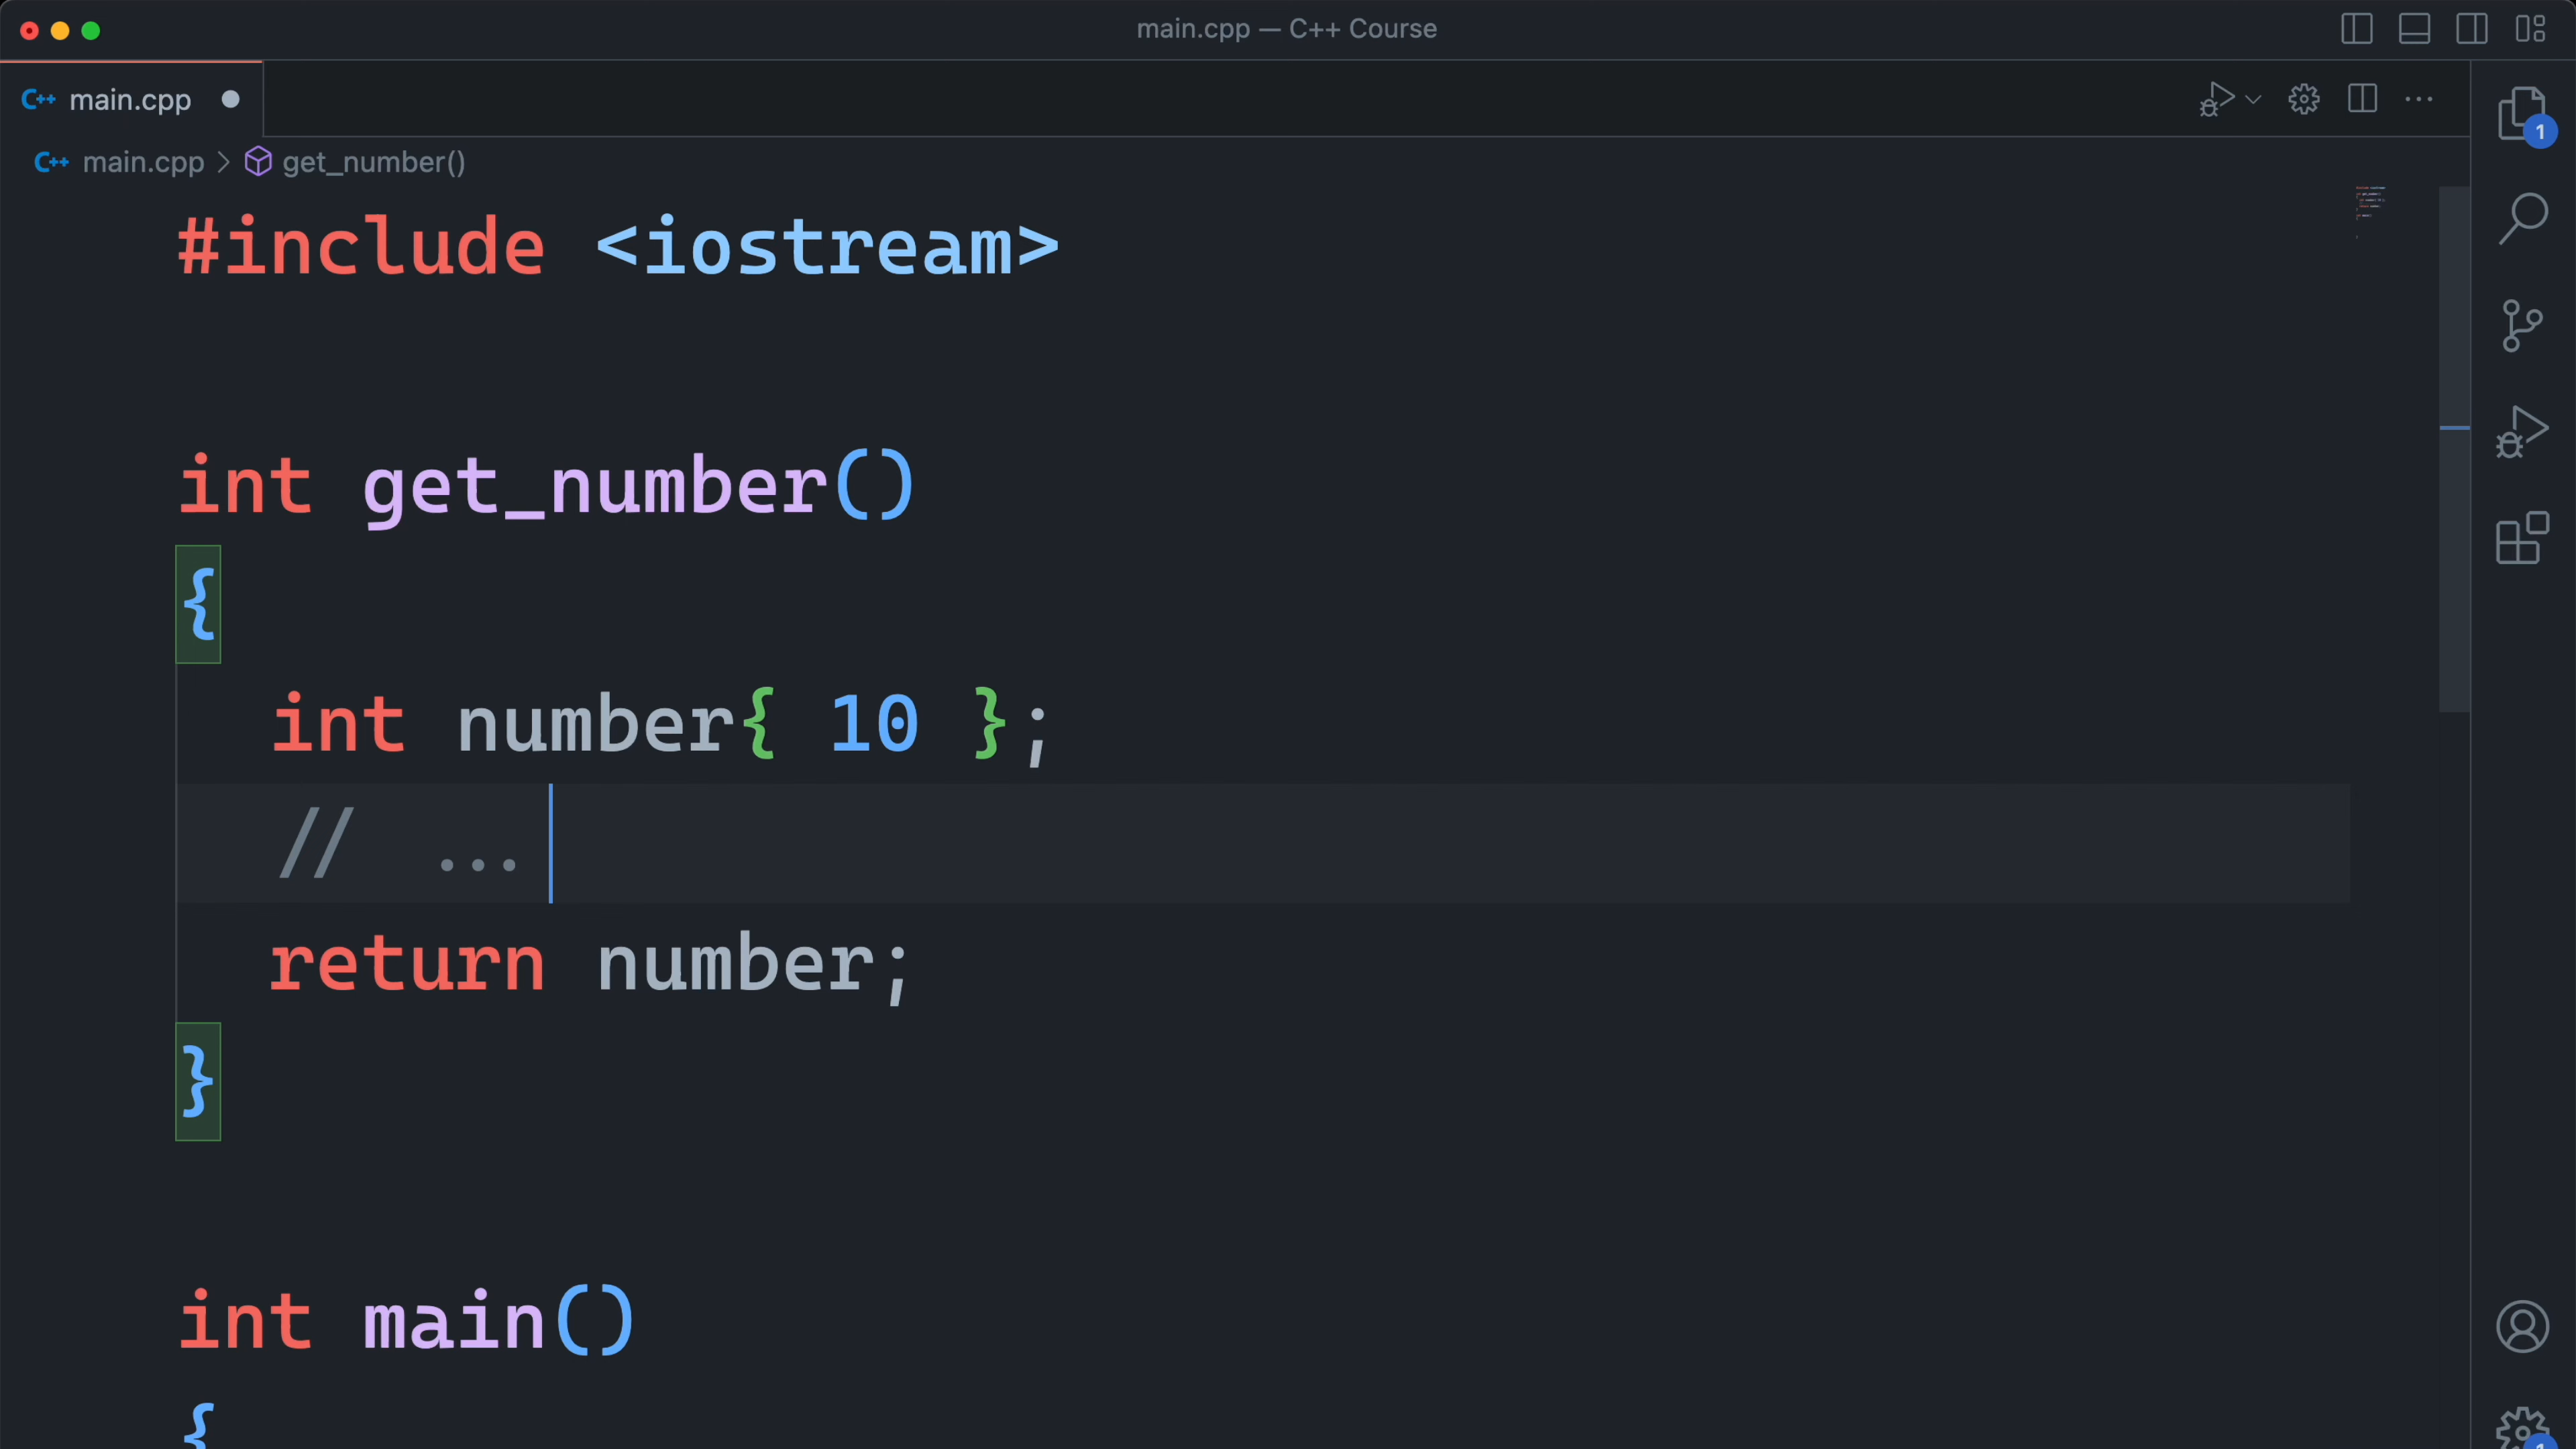 main.cpp — C++ Course
C++ main.cpp
C++ main.cpp > get_number()
1
#include <iostream>
int get_number()
{
int number{ 10 };
// ...
return number;
}
int main()
{